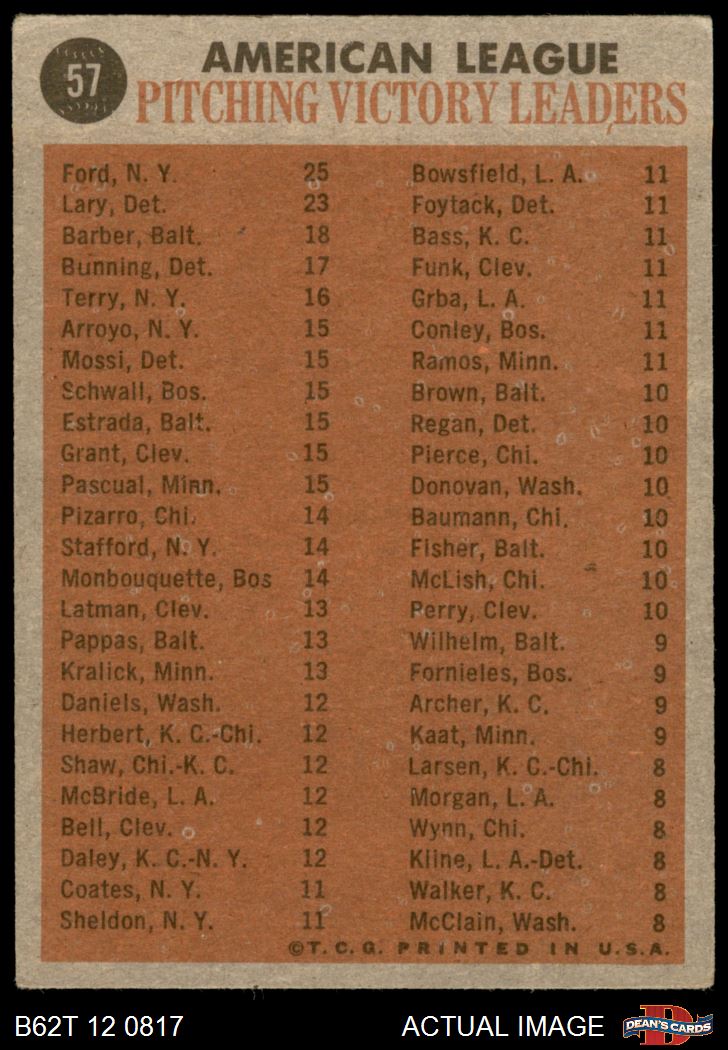 57
AMERICAN LEAGUE
PITCHING VICTORY LEADERS
Ford, N. Y. 25
Lary, Det. 23
Barber, Balt. 18
Bunning, Det. 17
Terry, N. Y. 16
Arroyo, N. Y. 15
Mossi, Det. 15
Schwall, Bos. 15
Estrada, Balt. 15
Grant, Clev. 15
Pascual, Minn. 15
Pizarro, Chi. 14
Stafford, N. Y. 14
Monbouquette, Bos 14
Latman, Clev. 13
Pappas, Balt. 13
Kralick, Minn. 13
Daniels, Wash. 12
Herbert, K. C.-Chi. 12
Shaw, Chi.-K. C. 12
McBride, L. A. 12
Bell, Clev. 12
Daley, K. C.-N. Y. 12
Coates, N. Y. 11
Sheldon, N. Y. 11
Bowsfield, L. A. 11
Foytack, Det. 11
Bass, K. C. 11
Funk, Clev. 11
Grba, L. A. 11
Conley, Bos. 11
Ramos, Minn. 11
Brown, Balt. 10
Regan, Det. 10
Pierce, Chi. 10
Donovan, Wash. 10
Baumann, Chi. 10
Fisher, Balt. 10
McLish, Chi. 10
Perry, Clev. 10
Wilhelm, Balt. 9
Fornieles, Bos. 9
Archer, K. C. 9
Kaat, Minn. 9
Larsen, K. C.-Chi. 8
Morgan, L. A. 8
Wynn, Chi. 8
Kline, L. A.-Det. 8
Walker, K. C. 8
McClain, Wash. 8
©T. C. G. PRINTED IN U.S.A.
B62T 12 0817
ACTUAL IMAGE
D
DEAN'S CARDS